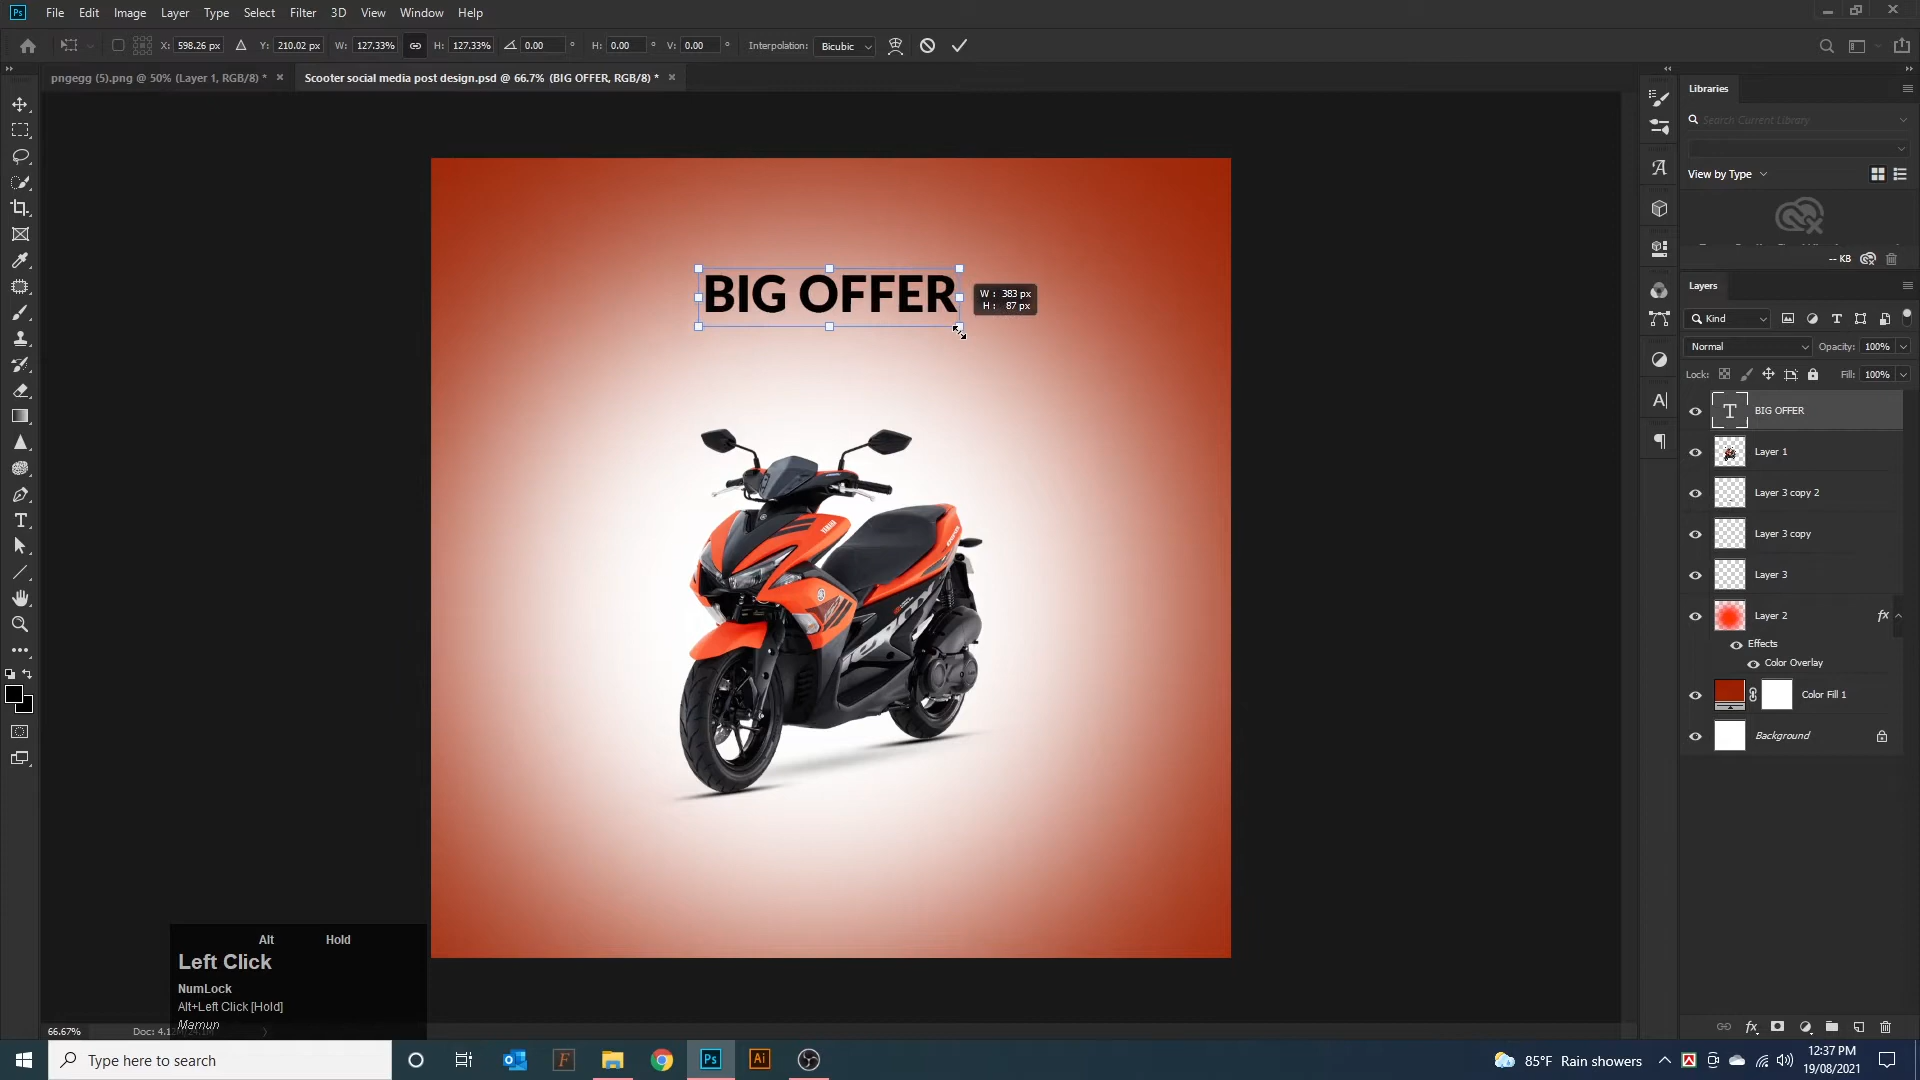 Ps File Edit Image Layer Type Select Filter 3D View Window Help
X: 598.26 px Y: 210.02 px W: 127.33% H: 127.33% 0.00 ° H: 0.00 ° V: 0.00 ° Interpolation: Bicubic
pngegg (5).png @ 50% (Layer 1, RGB/8) * × Scooter social media post design.psd @ 66.7% (BIG OFFER, RGB/8) * ×
Libraries
Search Current Library
View by Type
-- KB
Layers
Kind
Normal Opacity: 100%
Lock: Fill: 100%
BIG OFFER
Layer 1
Layer 3 copy 2
Layer 3 copy
Layer 3
Layer 2 fx
Effects
Color Overlay
Color Fill 1
Background
BIG OFFER
W : 383 px
H : 87 px
YAMAHA
Alt Hold
Left Click
NumLock
Alt+Left Click [Hold]
Mamun
66.67% Doc: 4.1
Type here to search
Ps Ai
85°F Rain showers
12:37 PM
19/08/2021